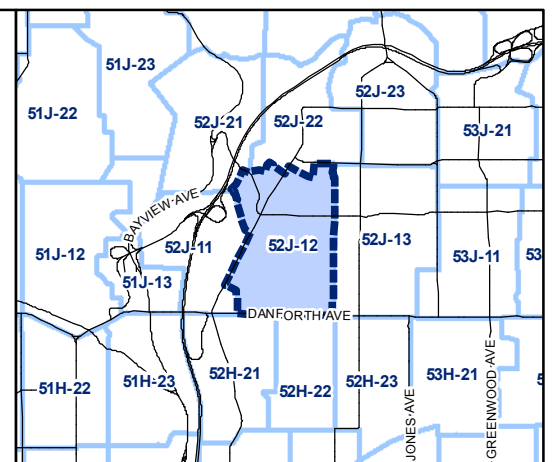 51J-23
51J-22
52J-23
52J-21
52J-22
53J-21
BAYVIEW AVE
51J-12
52J-11
52J-12
52J-13
53J-11
53
51J-13
DANFORTH AVE
51H-22
51H-23
52H-21
52H-22
52H-23
53H-21
JONES AVE
GREENWOOD AVE